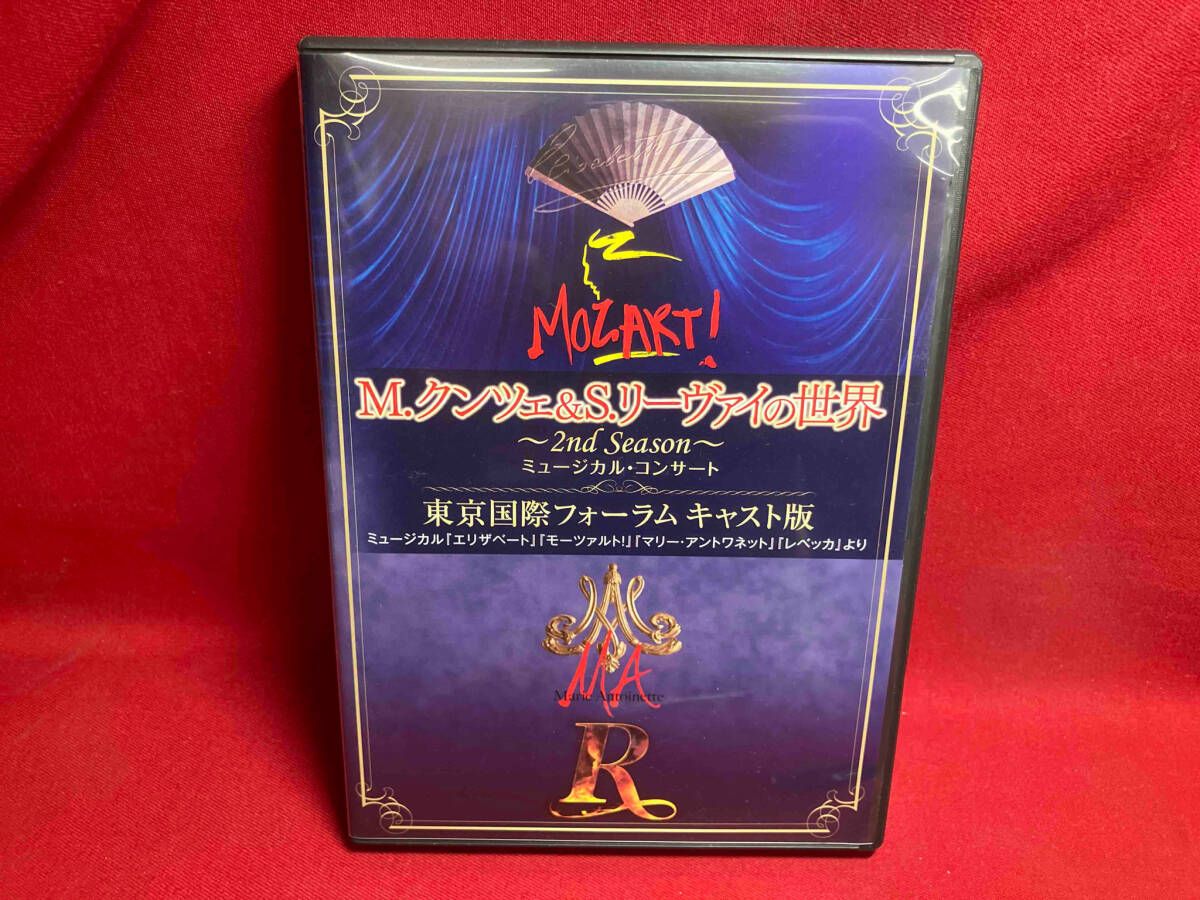 Elisabeth
MOZART!
M.クンツェ&S.リーヴァイの世界
～2nd Season～
ミュージカル・コンサート
東京国際フォーラム キャスト版
ミュージカル『エリザベート』『モーツァルト!』『マリー・アントワネット』『レベッカ』より
MA
Marie Antoinette
R